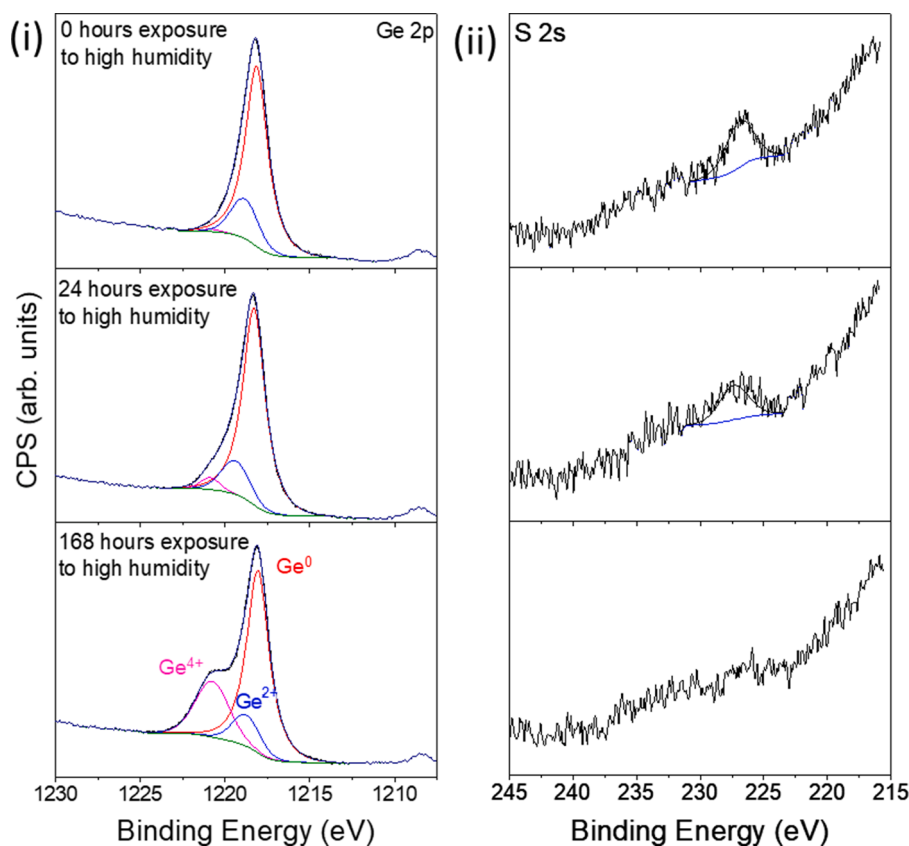 (i)
0 hours exposure
to high humidity
Ge 2p
24 hours exposure
to high humidity
168 hours exposure
to high humidity
Ge⁰
Ge⁴⁺
Ge²⁺
CPS (arb. units)
1230 1225 1220 1215 1210
Binding Energy (eV)
(ii)
S 2s
245 240 235 230 225 220 215
Binding Energy (eV)